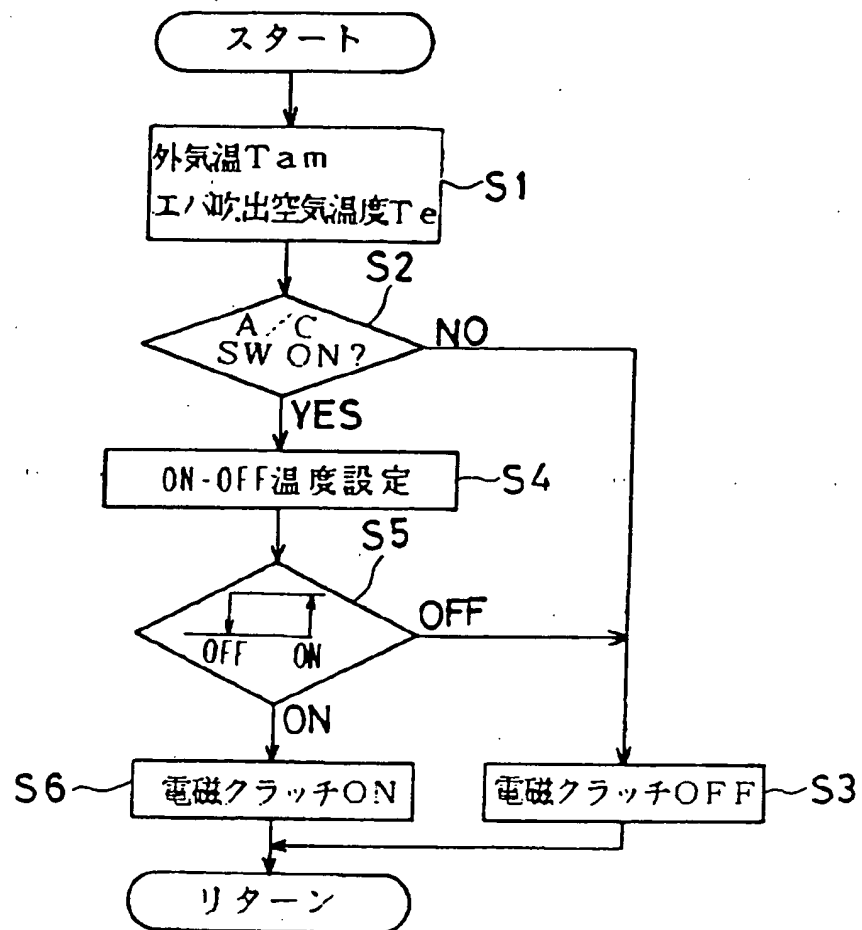 スタート
外気温Tam
エバ吹出空気温度Te
S1
S2
A/C
SW ON?
NO
YES
ON-OFF温度設定
S4
S5
OFF
ON
OFF
ON
S6
電磁クラッチON
電磁クラッチOFF
S3
リターン